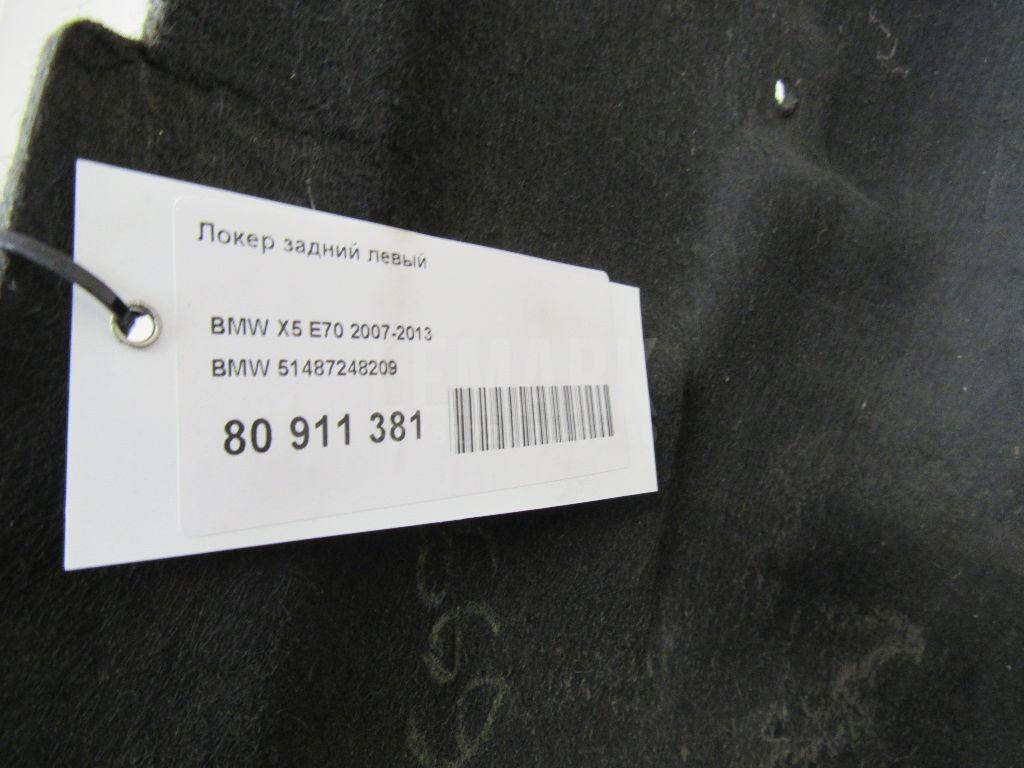 Локер задний левый
BMW X5 E70 2007-2013
BMW 51487248209
80 911 381